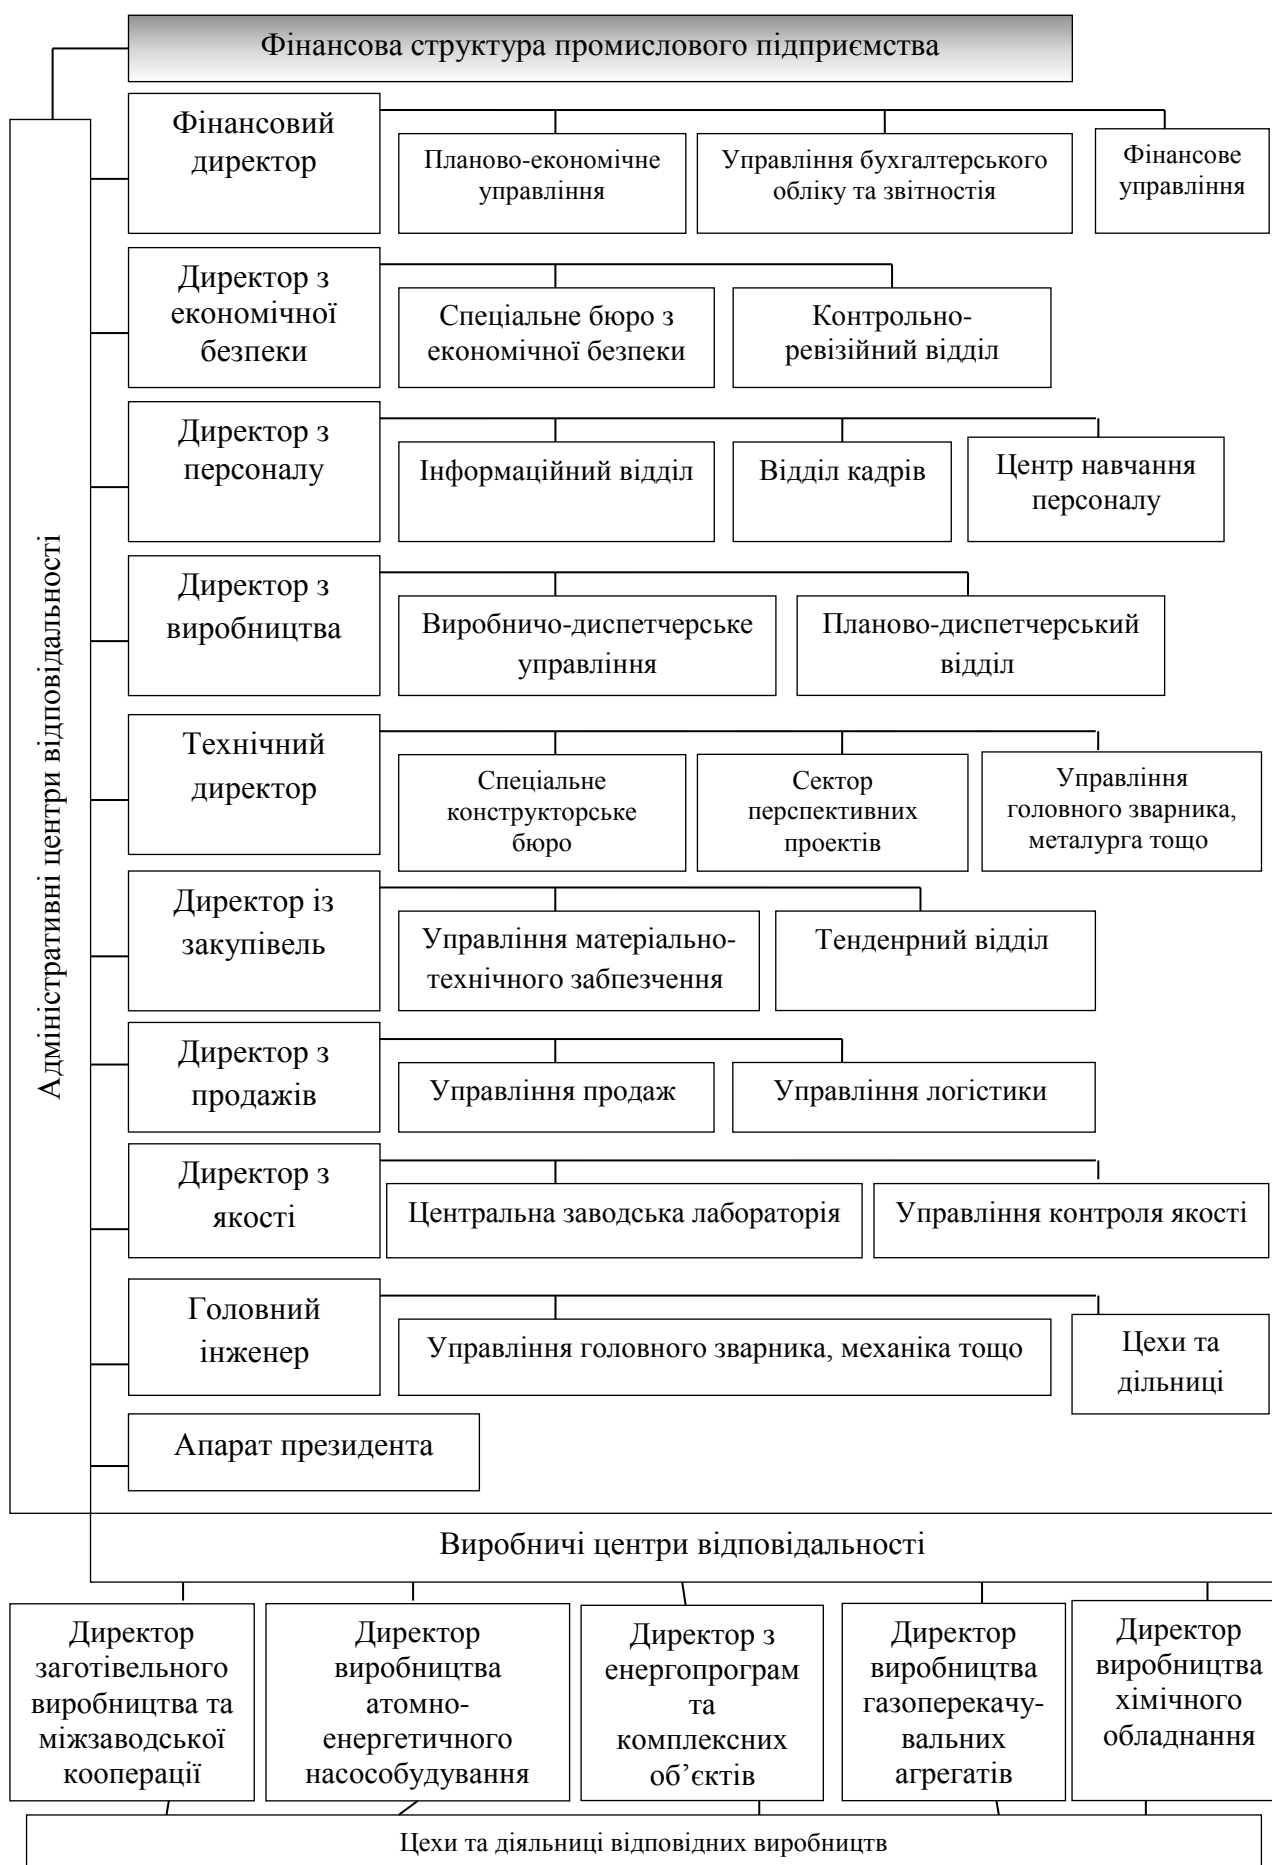 Фінансова структура промислового підприємства
Адміністративні центри відповідальності
Фінансовий
директор
Планово-економічне
управління
Управління бухгалтерського
обліку та звітностія
Фінансове
управління
Директор з
економічної
безпеки
Спеціальне бюро з
економічної безпеки
Контрольно-
ревізійний відділ
Директор з
персоналу
Інформаційний відділ
Відділ кадрів
Центр навчання
персоналу
Директор з
виробництва
Виробничо-диспетчерське
управління
Планово-диспетчерський
відділ
Технічний
директор
Спеціальне
конструкторське
бюро
Сектор
перспективних
проектів
Управління
головного зварника,
металурга тощо
Директор із
закупівель
Управління матеріально-
технічного забпезчення
Тенденрний відділ
Директор з
продажів
Управління продаж
Управління логістики
Директор з
якості
Центральна заводська лабораторія
Управління контроля якості
Головний
інженер
Управління головного зварника, механіка тощо
Цехи та
дільниці
Апарат президента
Виробничі центри відповідальності
Директор
заготівельного
виробництва та
міжзаводської
кооперації
Директор
виробництва
атомно-
енергетичного
насособудування
Директор з
енергопрограм
та
комплексних
об’єктів
Директор
виробництва
газоперекачу-
вальних
агрегатів
Директор
виробництва
хімічного
обладнання
Цехи та діяльниці відповідних виробництв